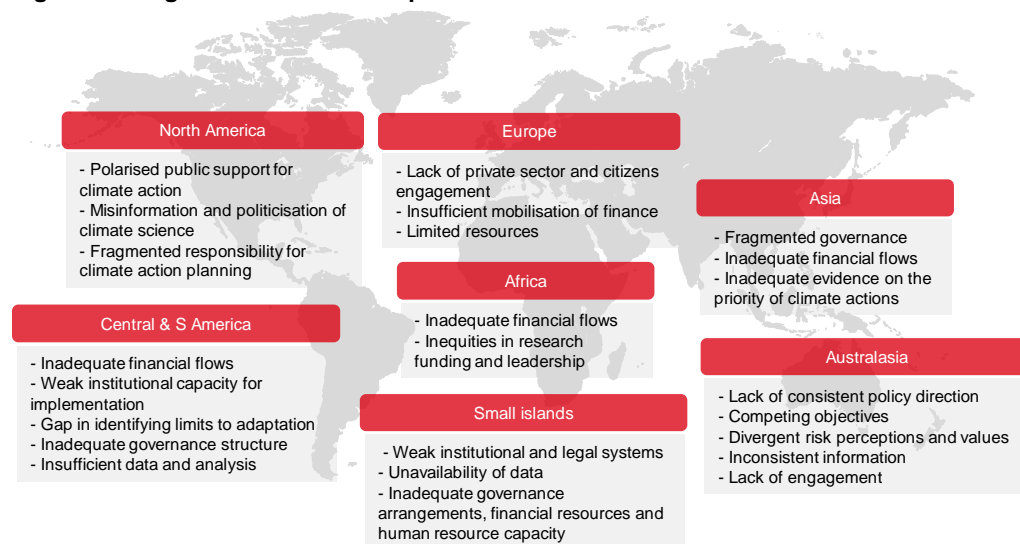 North America
- Polarised public support for
climate action
- Misinformation and politicisation of
climate science
- Fragmented responsibility for
climate action planning
Europe
- Lack of private sector and citizens
engagement
- Insufficient mobilisation of finance
- Limited resources
Asia
- Fragmented governance
- Inadequate financial flows
- Inadequate evidence on the
priority of climate actions
Africa
- Inadequate financial flows
- Inequities in research
funding and leadership
Central & S America
- Inadequate financial flows
- Weak institutional capacity for
implementation
- Gap in identifying limits to adaptation
- Inadequate governance structure
- Insufficient data and analysis
Small islands
- Weak institutional and legal systems
- Unavailability of data
- Inadequate governance
arrangements, financial resources and
human resource capacity
Australasia
- Lack of consistent policy direction
- Competing objectives
- Divergent risk perceptions and values
- Inconsistent information
- Lack of engagement